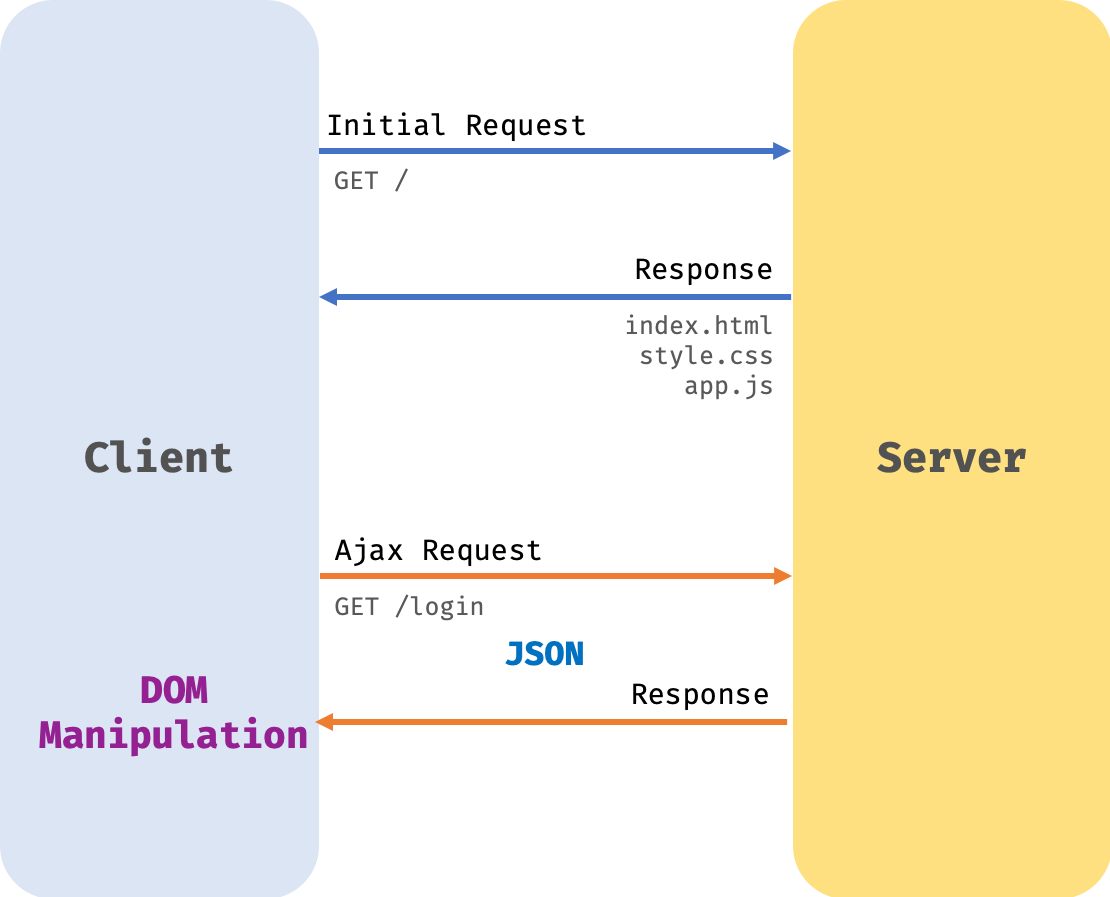 Initial Request
GET /
Response
index.html
style.css
app.js
Client
Server
Ajax Request
GET /login
JSON
Response
DOM
Manipulation